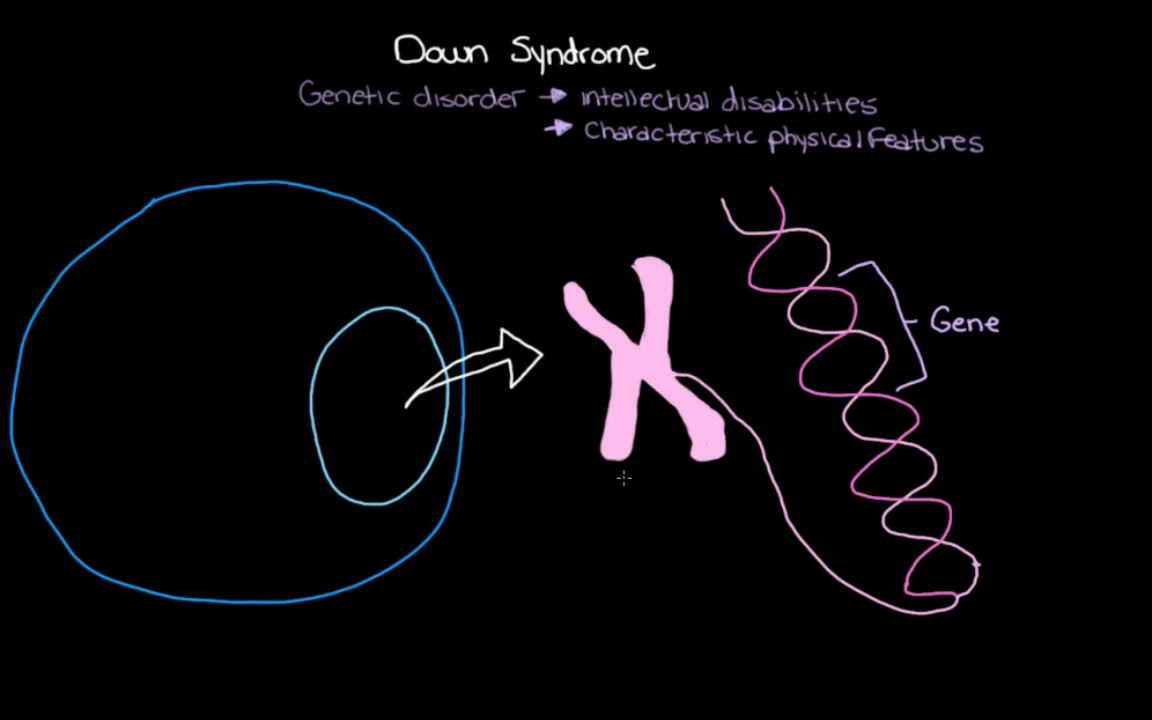 Down Syndrome
Genetic disorder → intellectual disabilities
→ Characteristic physical features
Gene